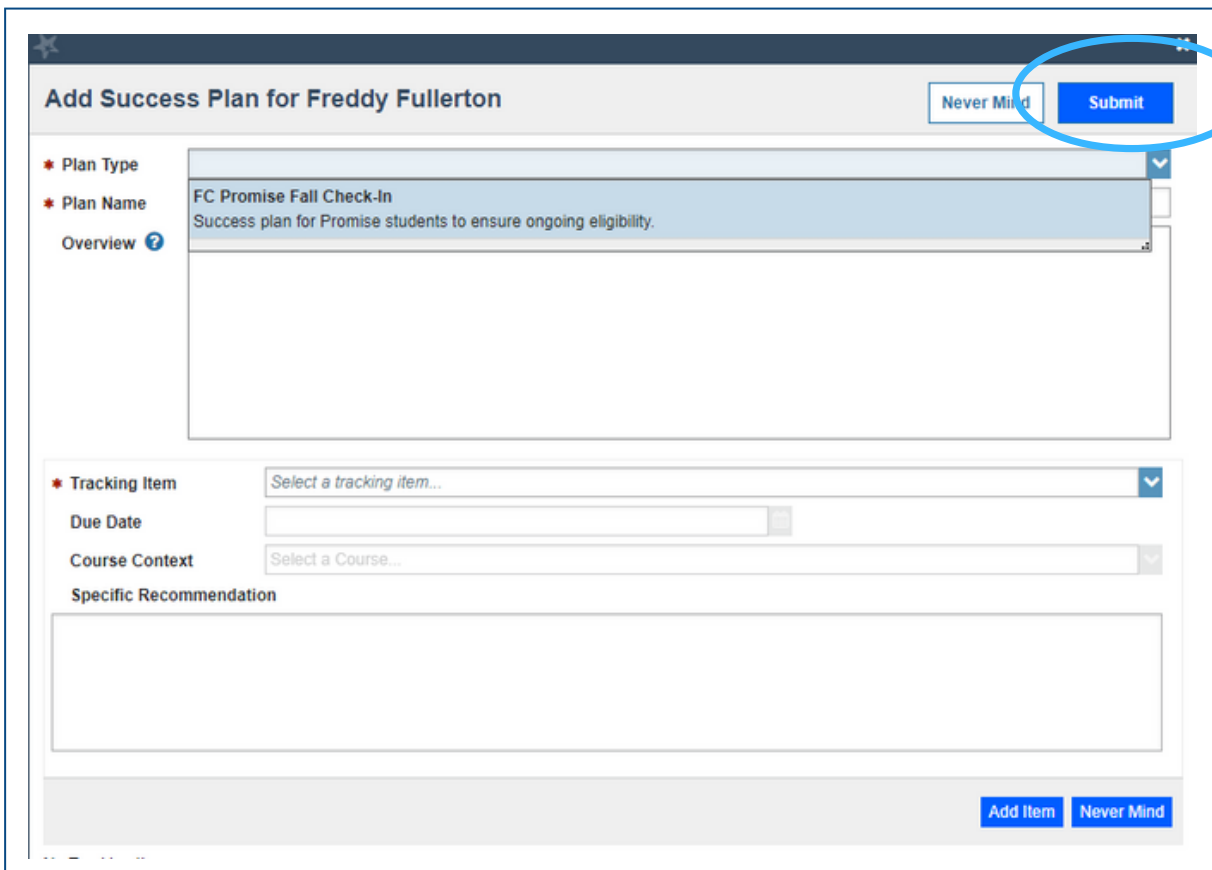 Add Success Plan for Freddy Fullerton
Never Mind
Submit
* Plan Type
* Plan Name
FC Promise Fall Check-In
Success plan for Promise students to ensure ongoing eligibility.
Overview ?
* Tracking Item
Select a tracking item...
Due Date
Course Context
Select a Course...
Specific Recommendation
Add Item
Never Mind